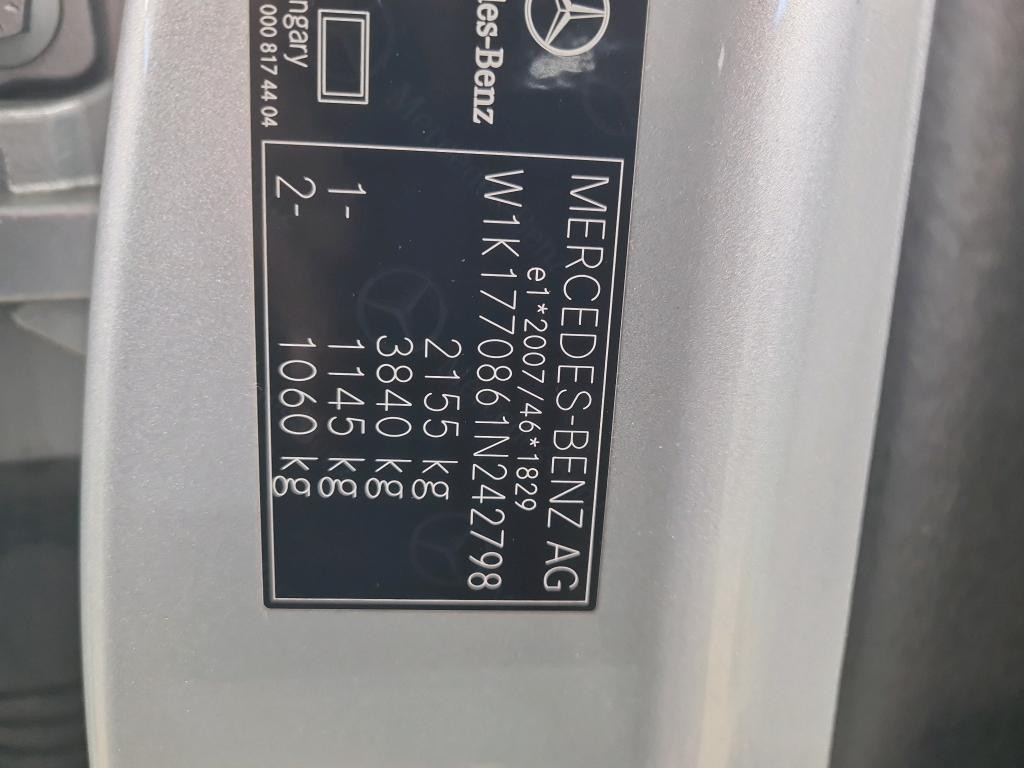 des-Benz
ngary
000 817 44 04
MERCEDES-BENZ AG
e1*2007/46*1829
W1K1770861N242798
2155 kg
3840 kg
1- 1145 kg
2- 1060 kg